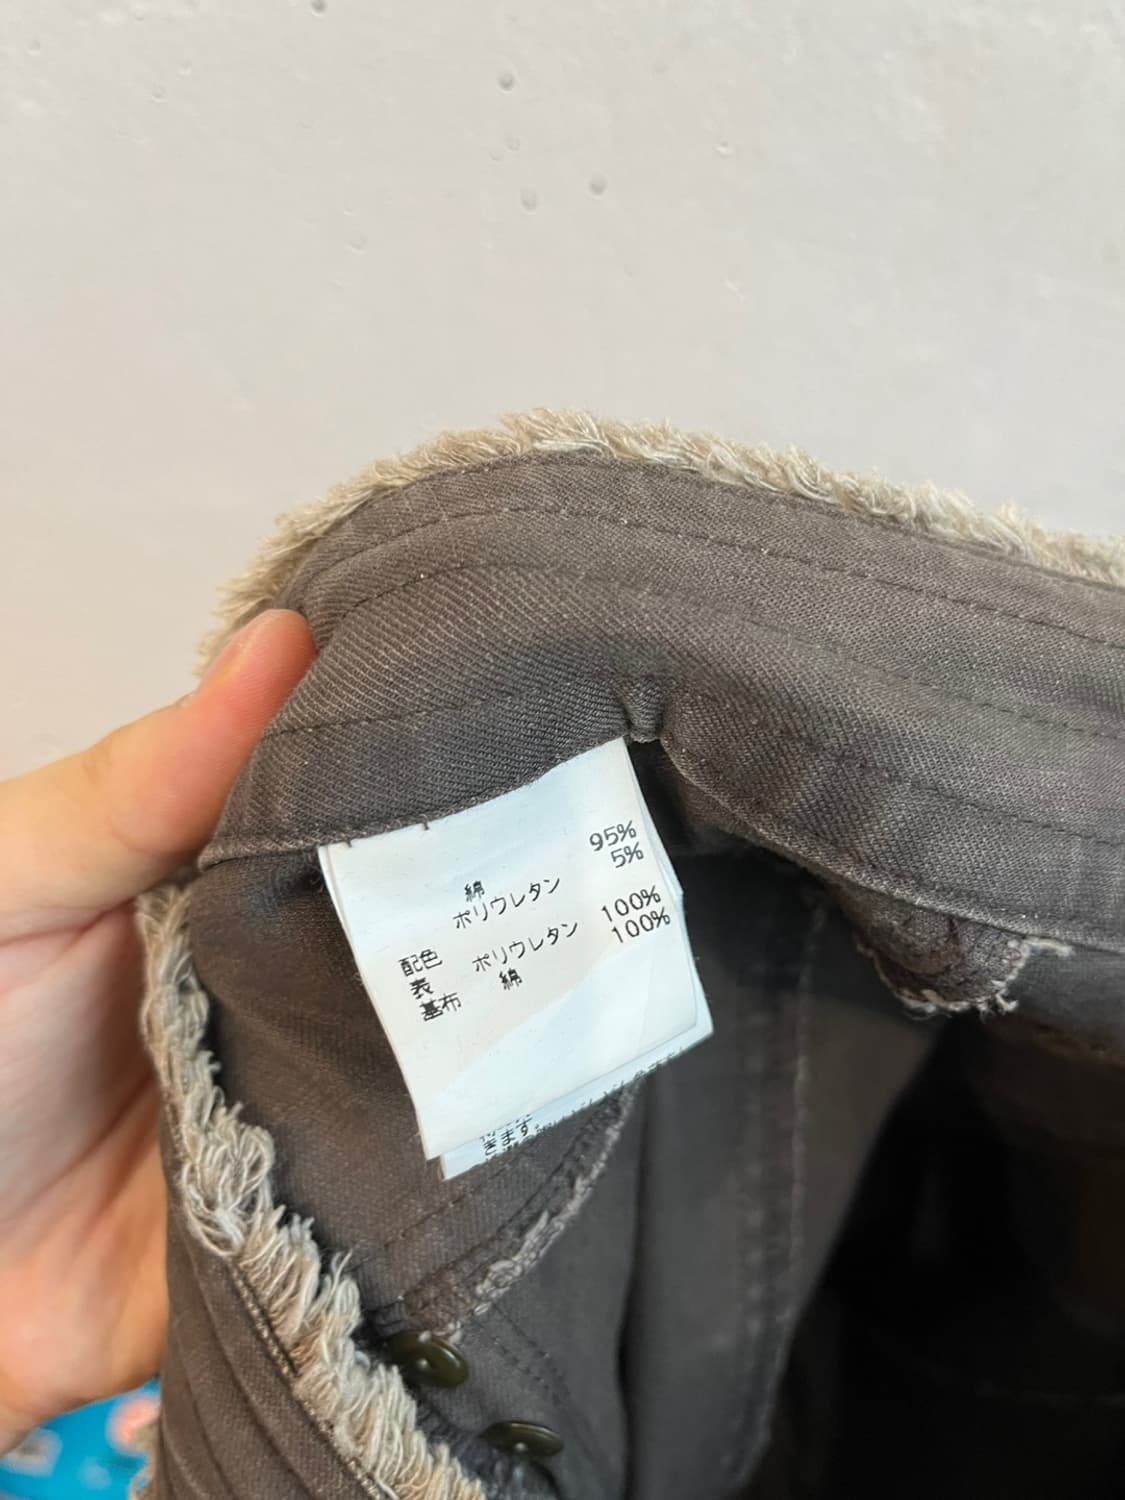 綿 95%
ポリウレタン 5%
配色
表 ポリウレタン 100%
基布 綿 100%
きます。